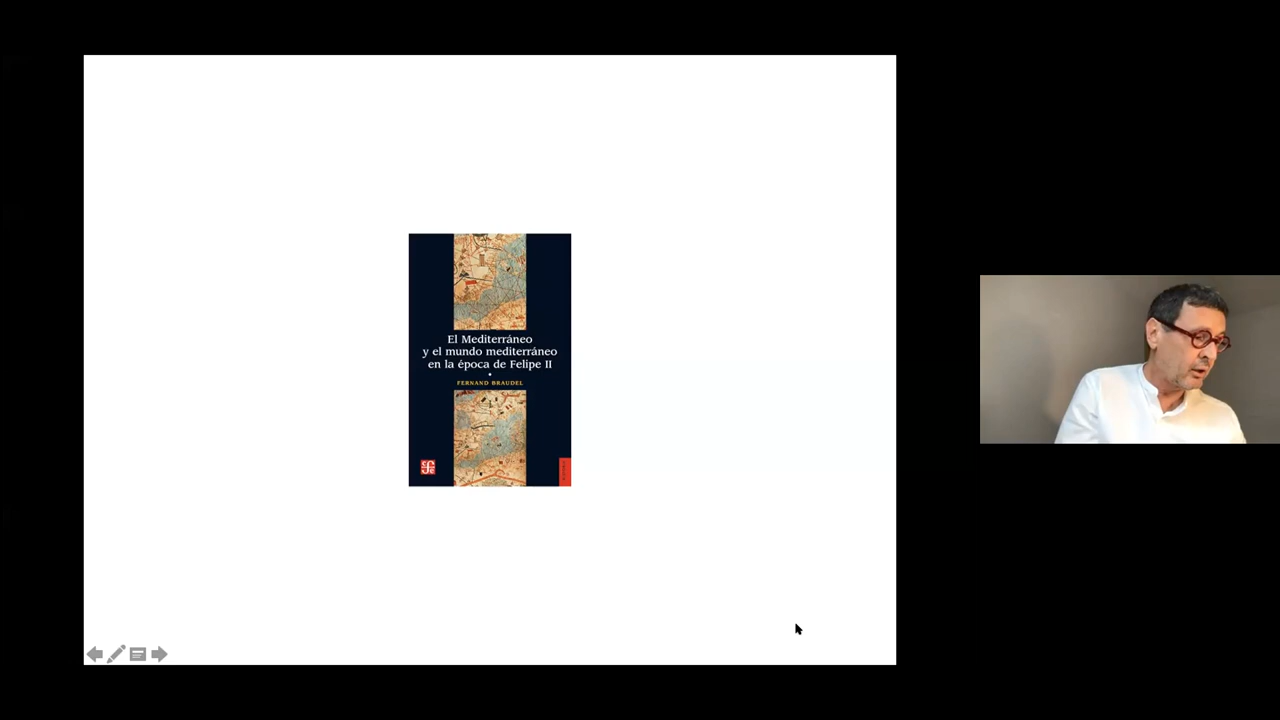 El Mediterráneo
y el mundo mediterráneo
en la época de Felipe II
FERNAND BRAUDEL